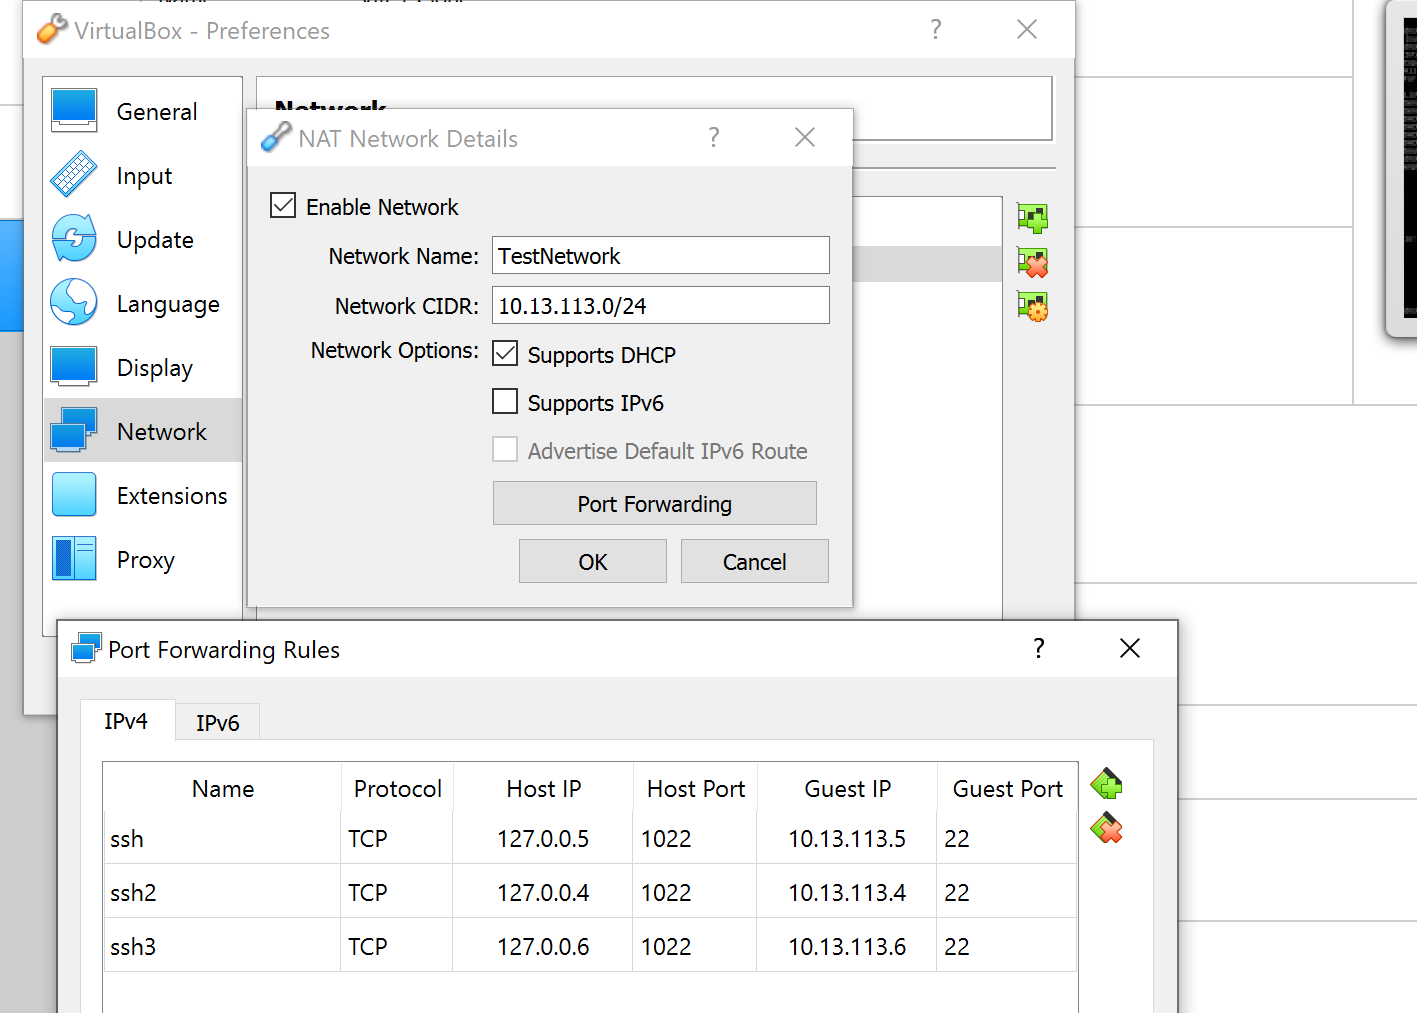 VirtualBox - Preferences
?
General
Input
Update
Language
Display
Network
Extensions
Proxy
Network
NAT Network Details
?
Enable Network
Network Name: TestNetwork
Network CIDR: 10.13.113.0/24
Network Options: Supports DHCP
Supports IPv6
Advertise Default IPv6 Route
Port Forwarding
OK Cancel
Port Forwarding Rules
?
IPv4 IPv6
Name Protocol Host IP Host Port Guest IP Guest Port
ssh TCP 127.0.0.5 1022 10.13.113.5 22
ssh2 TCP 127.0.0.4 1022 10.13.113.4 22
ssh3 TCP 127.0.0.6 1022 10.13.113.6 22